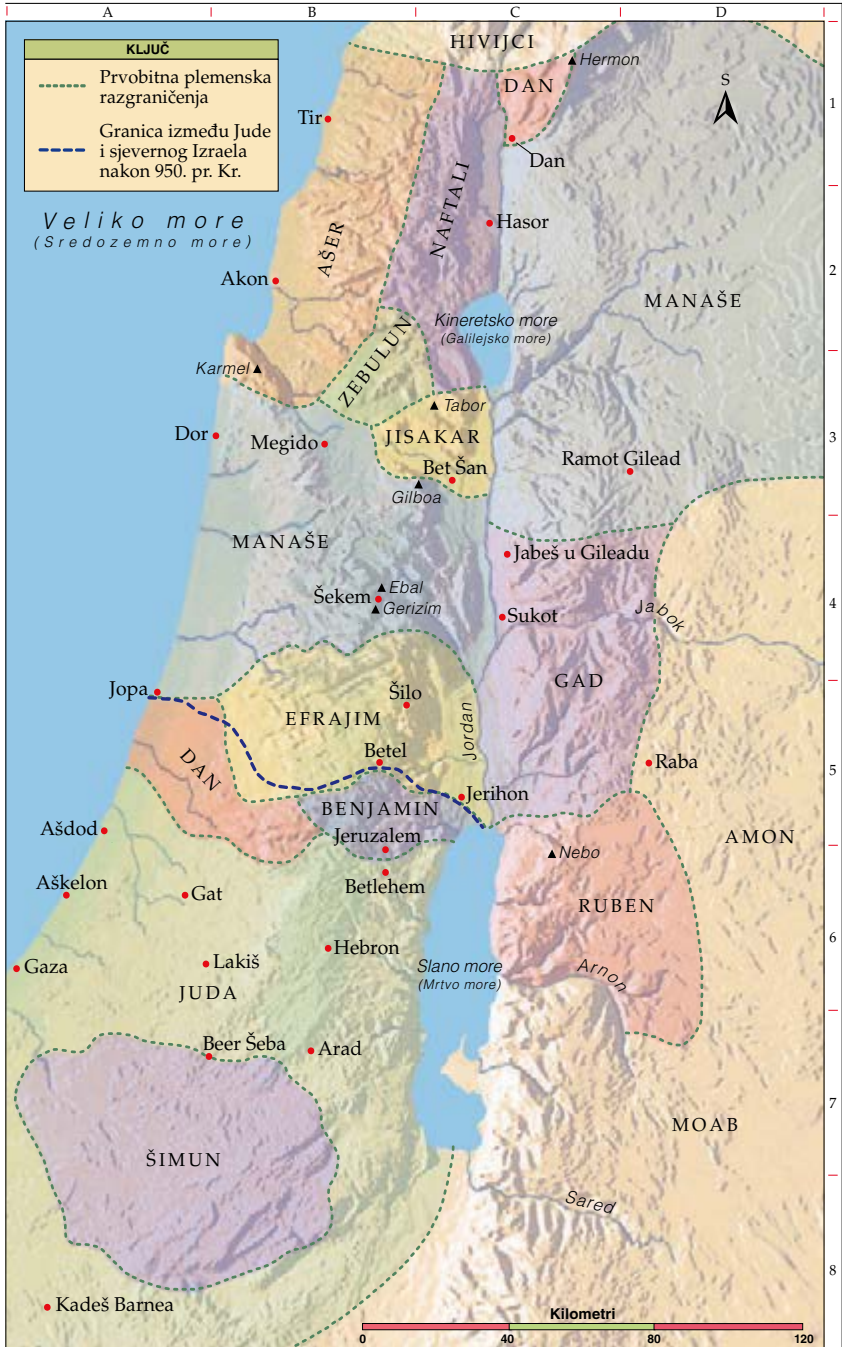 A B C D
KLJUČ
Prvobitna plemenska
razgraničenja
Granica između Jude
i sjevernog Izraela
nakon 950. pr. Kr.
HIVIJCI
Hermon
DAN
S
1
Tir
Dan
NAFTALI
Hasor
Veliko more
(Sredozemno more)
AŠER
2
Akon
MANAŠE
Kineretsko more
(Galilejsko more)
ZEBULUN
Karmel
Tabor
3
Dor
Megido
JISAKAR
Bet Šan
Ramot Gilead
Gilboa
MANAŠE
Jabeš u Gileadu
Ebal
Šekem
Gerizim
Sukot
Jabok
4
GAD
Jopa
Šilo
EFRAJIM
Jordan
DAN
Betel
Raba
5
Jerihon
BENJAMIN
Ašdod
Jeruzalem
AMON
Nebo
Betlehem
Aškelon
Gat
RUBEN
6
Hebron
Gaza
Lakiš
Slano more
(Mrtvo more)
Arnon
JUDA
Beer Šeba
Arad
7
MOAB
ŠIMUN
Sared
8
Kadeš Barnea
Kilometri
0 40 80 120